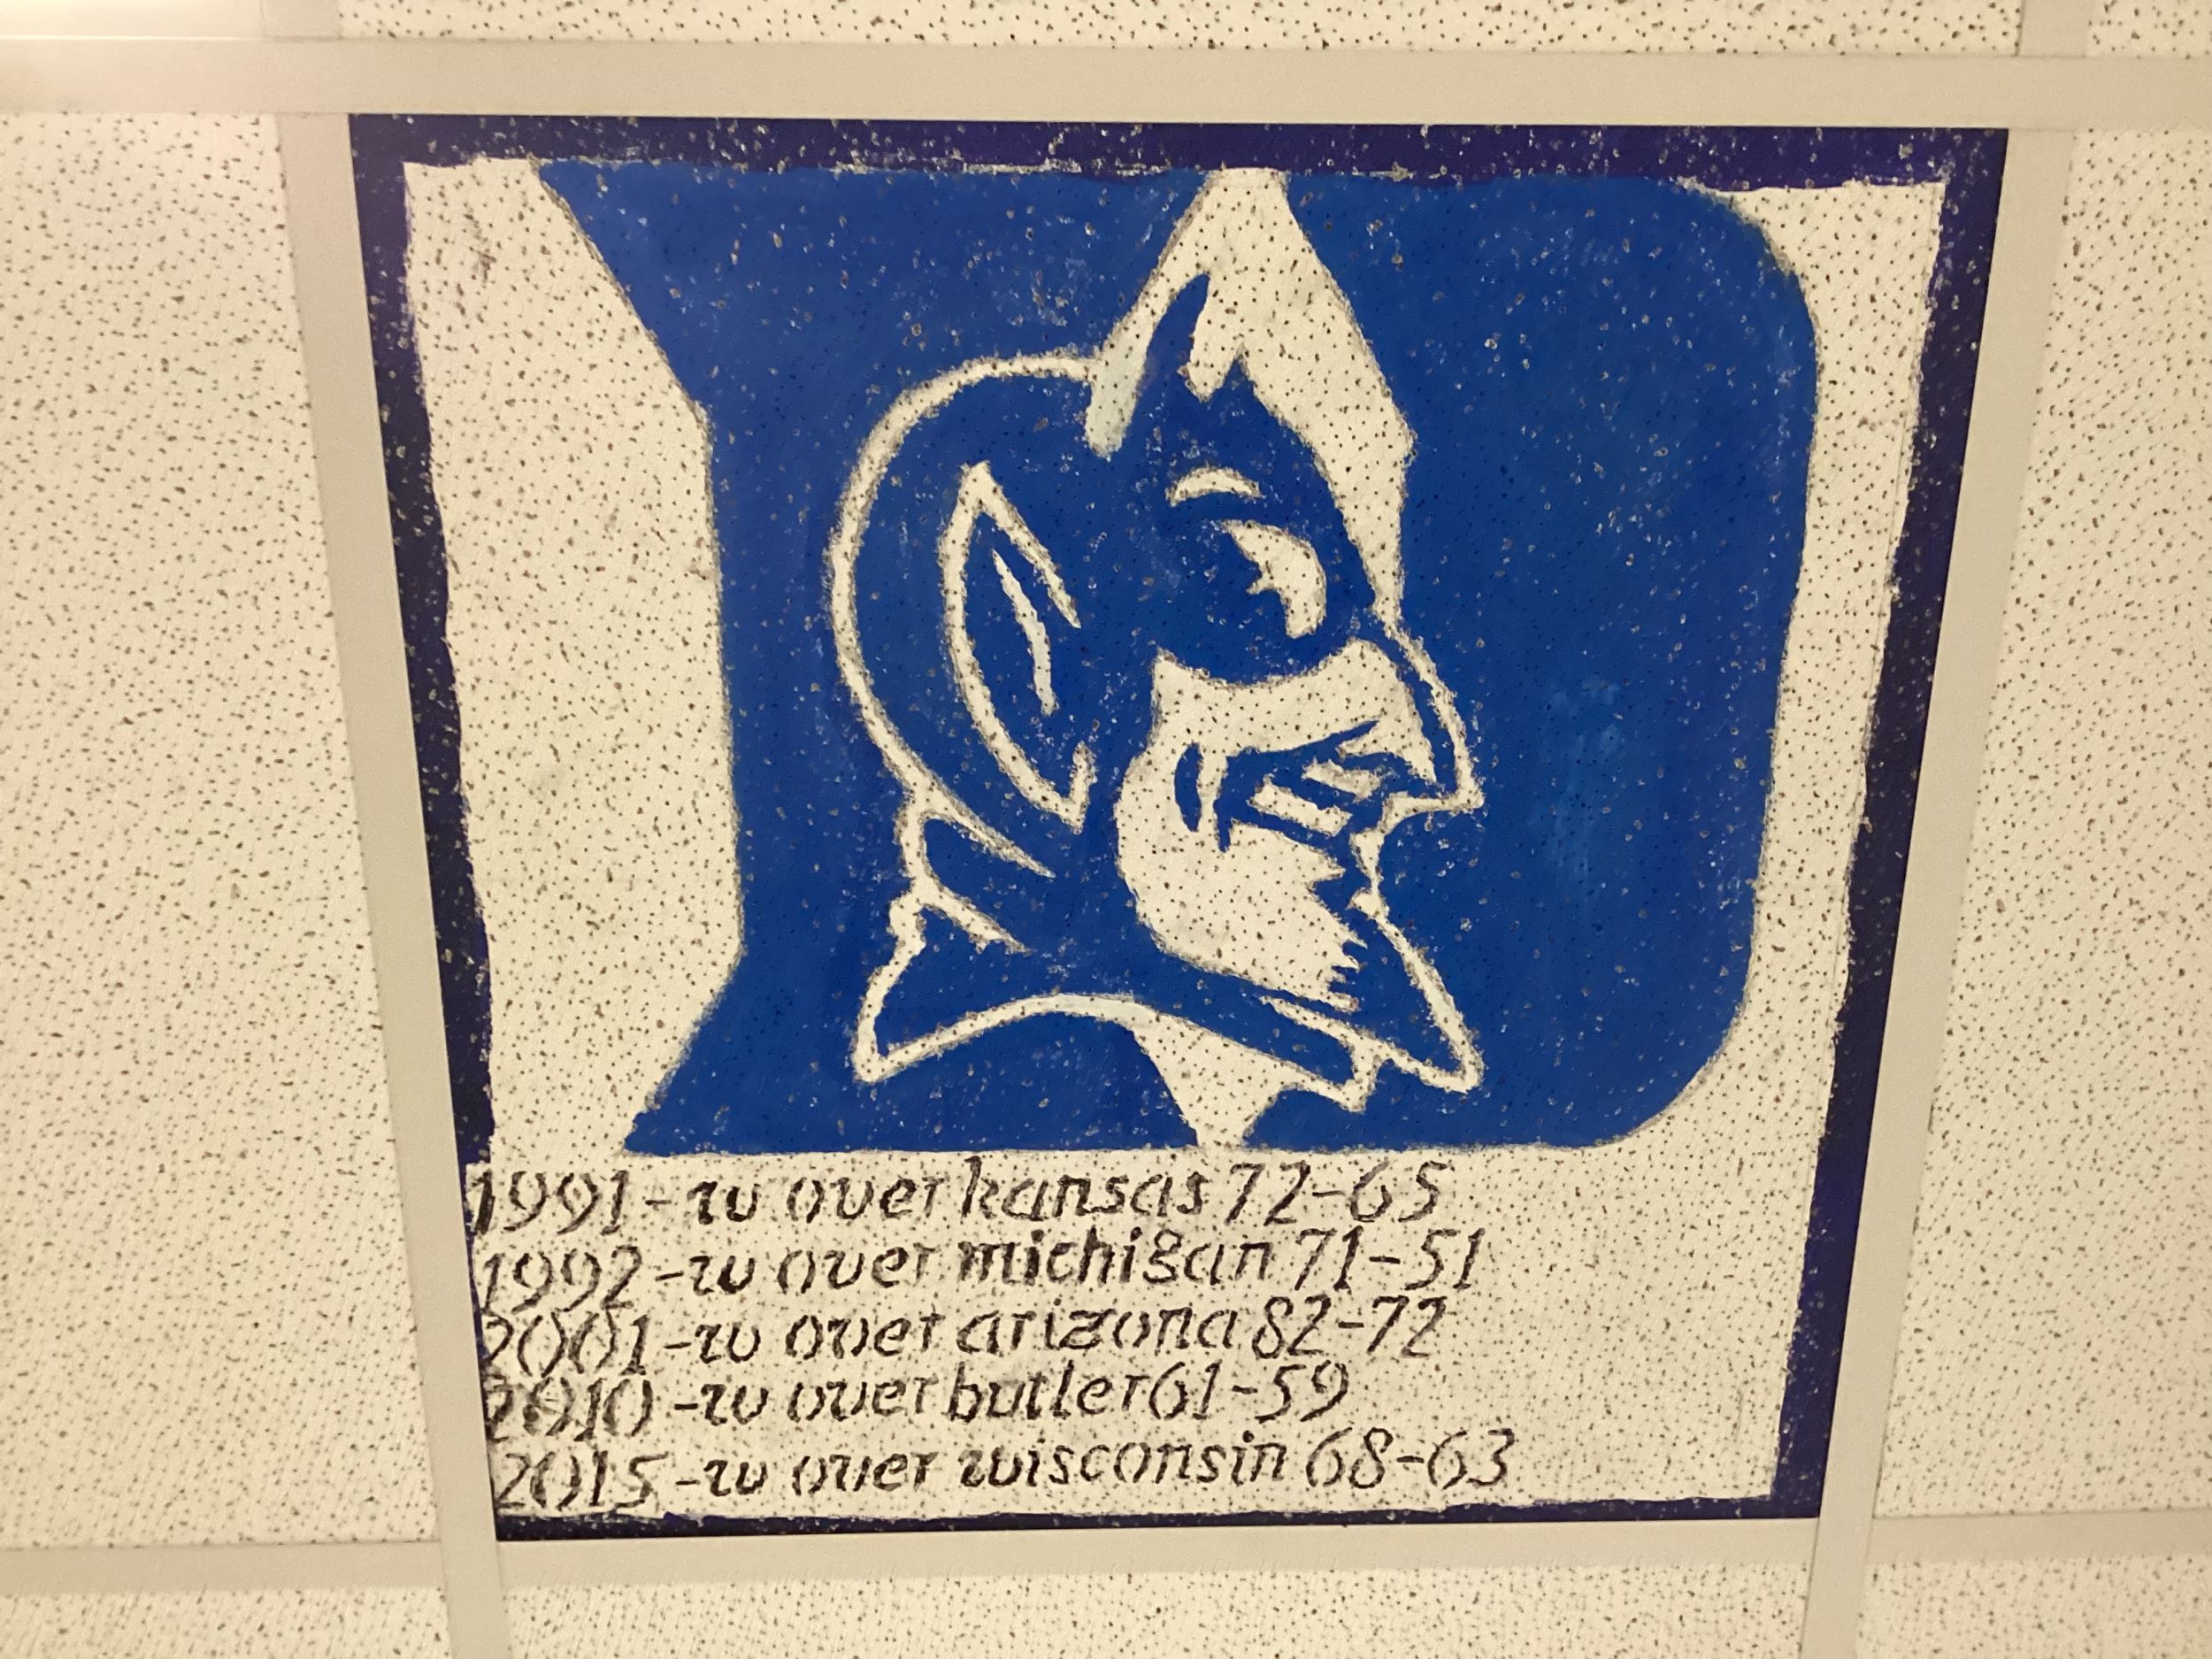 1991-w over kansas 72-65
1992-w over michigan 71-51
2001-w over arizona 82-72
2010-w over butler 61-59
2015-w over wisconsin 68-63